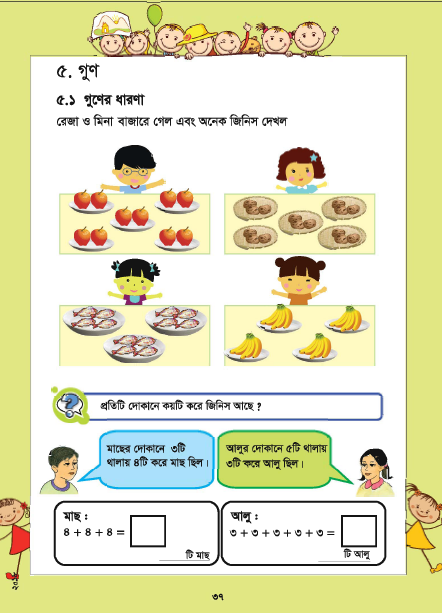 ৫. গুণ
৫.১ গুণের ধারণা
রেজা ও মিনা বাজারে গেল এবং অনেক জিনিস দেখল
প্রতিটি দোকানে কয়টি করে জিনিস আছে ?
মাছের দোকানে ৩টি
থালায় ৪টি করে মাছ ছিল।
আলুর দোকানে ৫টি থালায়
৩টি করে আলু ছিল।
মাছ :
৪ + ৪ + ৪ =
টি মাছ
আলু :
৩ + ৩ + ৩ + ৩ + ৩ =
টি আলু
৩৭